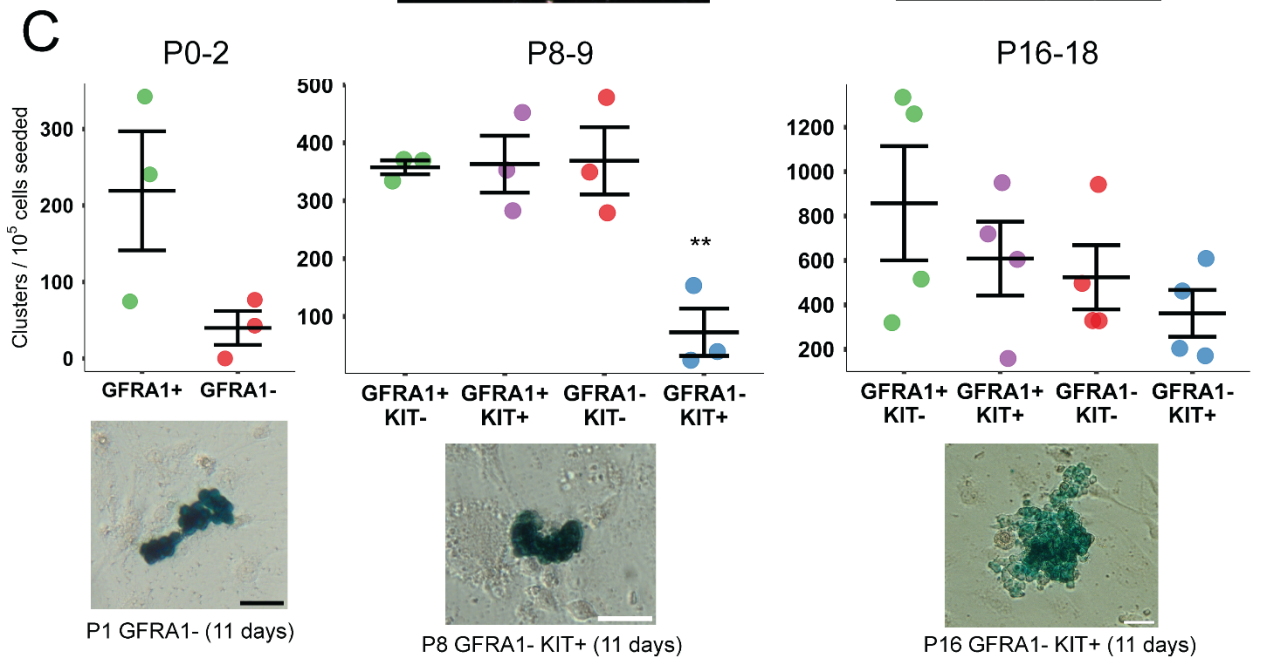 C
P0-2
P8-9
P16-18
Clusters / 10⁵ cells seeded
300
200
100
0
GFRA1+ GFRA1-
500
400
300
200
100
**
GFRA1+ GFRA1+ GFRA1- GFRA1-
KIT- KIT+ KIT- KIT+
1200
1000
800
600
400
200
GFRA1+ GFRA1+ GFRA1- GFRA1-
KIT- KIT+ KIT- KIT+
P1 GFRA1- (11 days)
P8 GFRA1- KIT+ (11 days)
P16 GFRA1- KIT+ (11 days)